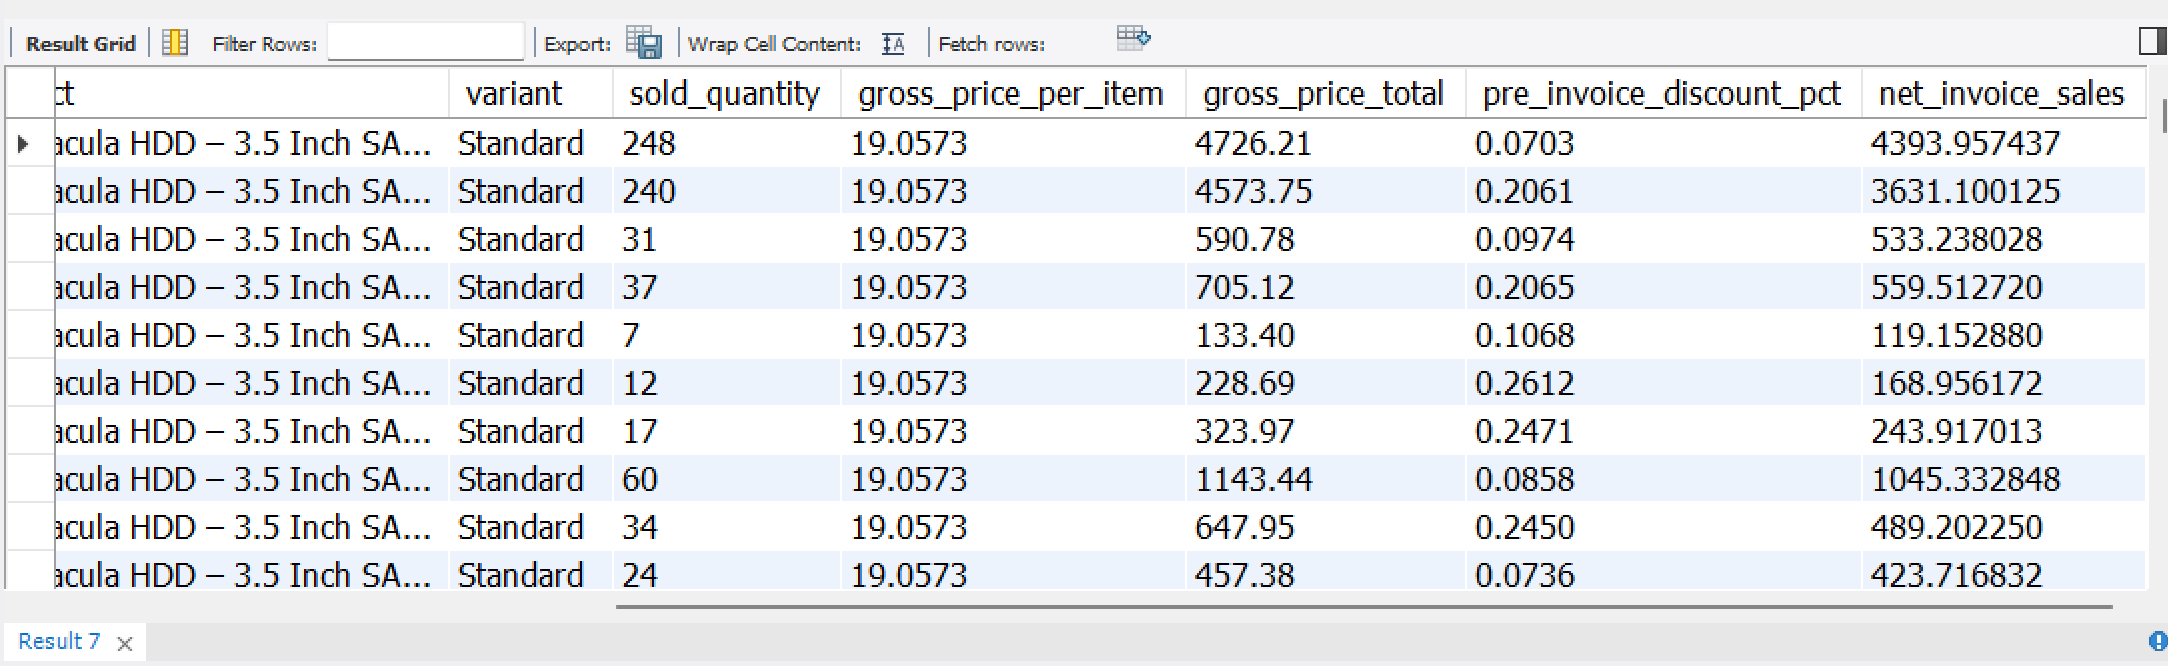 Result Grid Filter Rows: Export: Wrap Cell Content: Fetch rows:
ct variant sold_quantity gross_price_per_item gross_price_total pre_invoice_discount_pct net_invoice_sales
acula HDD – 3.5 Inch SA... Standard 248 19.0573 4726.21 0.0703 4393.957437
acula HDD – 3.5 Inch SA... Standard 240 19.0573 4573.75 0.2061 3631.100125
acula HDD – 3.5 Inch SA... Standard 31 19.0573 590.78 0.0974 533.238028
acula HDD – 3.5 Inch SA... Standard 37 19.0573 705.12 0.2065 559.512720
acula HDD – 3.5 Inch SA... Standard 7 19.0573 133.40 0.1068 119.152880
acula HDD – 3.5 Inch SA... Standard 12 19.0573 228.69 0.2612 168.956172
acula HDD – 3.5 Inch SA... Standard 17 19.0573 323.97 0.2471 243.917013
acula HDD – 3.5 Inch SA... Standard 60 19.0573 1143.44 0.0858 1045.332848
acula HDD – 3.5 Inch SA... Standard 34 19.0573 647.95 0.2450 489.202250
acula HDD – 3.5 Inch SA... Standard 24 19.0573 457.38 0.0736 423.716832
Result 7